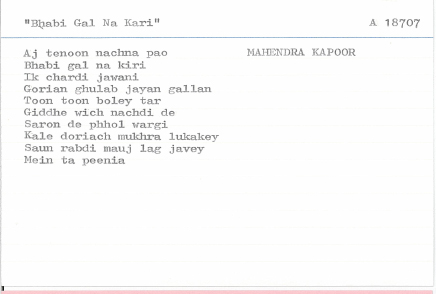 "Bhabi Gal Na Kari" A 18707
Aj tenoon nachna pao MAHENDRA KAPOOR
Bhabi gal na kiri
Ik chardi jawani
Gorian ghulab jayan gallan
Toon toon boley tar
Giddhe wich nachdi de
Saron de phhol wargi
Kale doriach mukhra lukakey
Saun rabdi mauj lag javey
Mein ta peenia